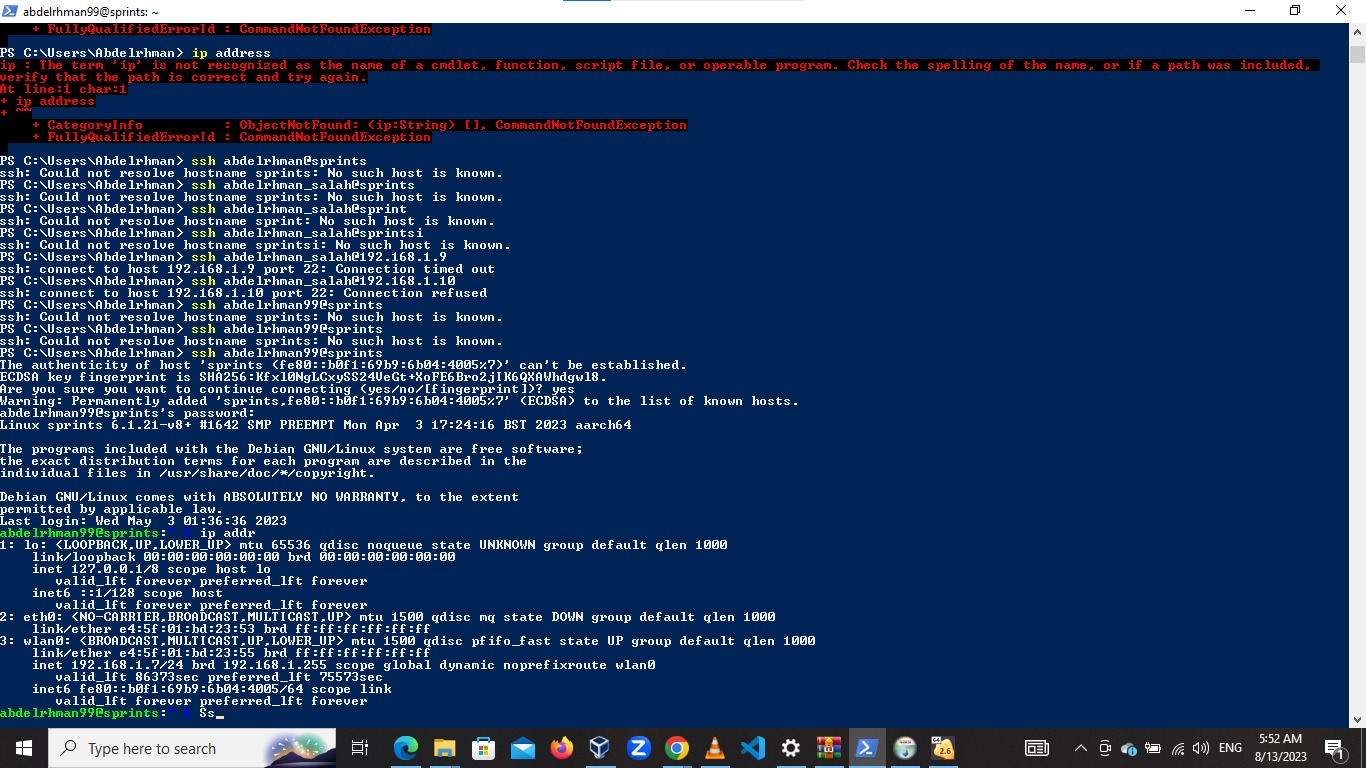 abdelrhman99@sprints: ~
+ FullyQualifiedErrorId : CommandNotFoundException
PS C:\Users\Abdelrhman> ip address
ip : The term 'ip' is not recognized as the name of a cmdlet, function, script file, or operable program. Check the spelling of the name, or if a path was included,
verify that the path is correct and try again.
At line:1 char:1
+ ip address
+ ~~
+ CategoryInfo : ObjectNotFound: (ip:String) [], CommandNotFoundException
+ FullyQualifiedErrorId : CommandNotFoundException
PS C:\Users\Abdelrhman> ssh abdelrhman@sprints
ssh: Could not resolve hostname sprints: No such host is known.
PS C:\Users\Abdelrhman> ssh abdelrhman_salah@sprints
ssh: Could not resolve hostname sprints: No such host is known.
PS C:\Users\Abdelrhman> ssh abdelrhman_salah@sprint
ssh: Could not resolve hostname sprint: No such host is known.
PS C:\Users\Abdelrhman> ssh abdelrhman_salah@sprintsi
ssh: Could not resolve hostname sprintsi: No such host is known.
PS C:\Users\Abdelrhman> ssh abdelrhman_salah@192.168.1.9
ssh: connect to host 192.168.1.9 port 22: Connection timed out
PS C:\Users\Abdelrhman> ssh abdelrhman_salah@192.168.1.10
ssh: connect to host 192.168.1.10 port 22: Connection refused
PS C:\Users\Abdelrhman> ssh abdelrhman99@sprints
ssh: Could not resolve hostname sprints: No such host is known.
PS C:\Users\Abdelrhman> ssh abdelrhman99@sprints
ssh: Could not resolve hostname sprints: No such host is known.
PS C:\Users\Abdelrhman> ssh abdelrhman99@sprints
The authenticity of host 'sprints (fe80::b0f1:69b9:6b04:4005%7)' can't be established.
ECDSA key fingerprint is SHA256:Kfxl0NgLCxySS24VeGt+XoFE6Bro2jIK6QXAWhdgwl8.
Are you sure you want to continue connecting (yes/no/[fingerprint])? yes
Warning: Permanently added 'sprints,fe80::b0f1:69b9:6b04:4005%7' (ECDSA) to the list of known hosts.
abdelrhman99@sprints's password:
Linux sprints 6.1.21-v8+ #1642 SMP PREEMPT Mon Apr 3 17:24:16 BST 2023 aarch64
The programs included with the Debian GNU/Linux system are free software;
the exact distribution terms for each program are described in the
individual files in /usr/share/doc/*/copyright.
Debian GNU/Linux comes with ABSOLUTELY NO WARRANTY, to the extent
permitted by applicable law.
Last login: Wed May 3 01:36:36 2023
abdelrhman99@sprints:~ $ ip addr
1: lo: <LOOPBACK,UP,LOWER_UP> mtu 65536 qdisc noqueue state UNKNOWN group default qlen 1000
link/loopback 00:00:00:00:00:00 brd 00:00:00:00:00:00
inet 127.0.0.1/8 scope host lo
valid_lft forever preferred_lft forever
inet6 ::1/128 scope host
valid_lft forever preferred_lft forever
2: eth0: <NO-CARRIER,BROADCAST,MULTICAST,UP> mtu 1500 qdisc mq state DOWN group default qlen 1000
link/ether e4:5f:01:bd:23:53 brd ff:ff:ff:ff:ff:ff
3: wlan0: <BROADCAST,MULTICAST,UP,LOWER_UP> mtu 1500 qdisc pfifo_fast state UP group default qlen 1000
link/ether e4:5f:01:bd:23:55 brd ff:ff:ff:ff:ff:ff
inet 192.168.1.7/24 brd 192.168.1.255 scope global dynamic noprefixroute wlan0
valid_lft 86373sec preferred_lft 75573sec
inet6 fe80::b0f1:69b9:6b04:4005/64 scope link
valid_lft forever preferred_lft forever
abdelrhman99@sprints:~ $ Ss_
Type here to search
ENG
5:52 AM
8/13/2023
1
2.6